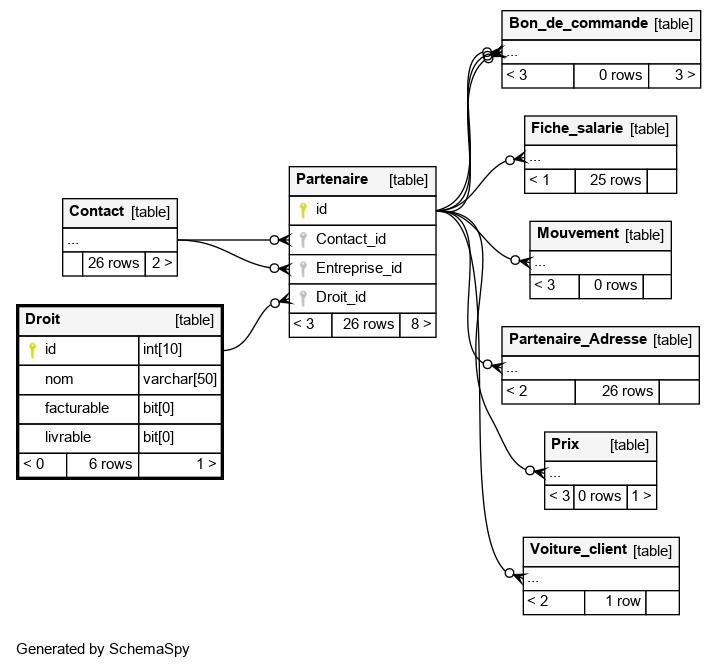 Bon_de_commande [table]
...
< 3 0 rows 3 >
Fiche_salarie [table]
...
< 1 25 rows
Partenaire [table]
id
Contact_id
Entreprise_id
Droit_id
< 3 26 rows 8 >
Contact [table]
...
26 rows 2 >
Mouvement [table]
...
< 3 0 rows
Droit [table]
id int[10]
nom varchar[50]
facturable bit[0]
livrable bit[0]
< 0 6 rows 1 >
Partenaire_Adresse [table]
...
< 2 26 rows
Prix [table]
...
< 3 0 rows 1 >
Voiture_client [table]
...
< 2 1 row
Generated by SchemaSpy